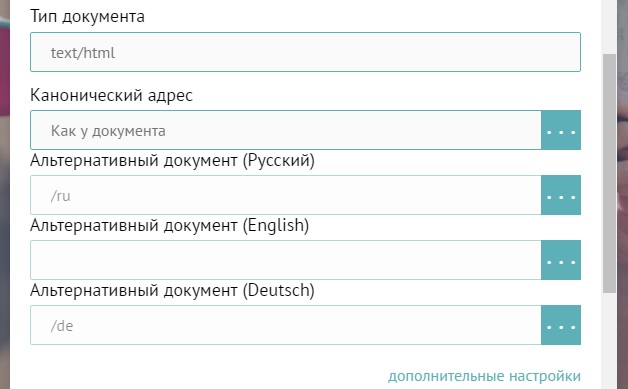 Тип документа
text/html
Канонический адрес
Как у документа
...
Альтернативный документ (Русский)
/ru
...
Альтернативный документ (English)
...
Альтернативный документ (Deutsch)
/de
...
дополнительные настройки